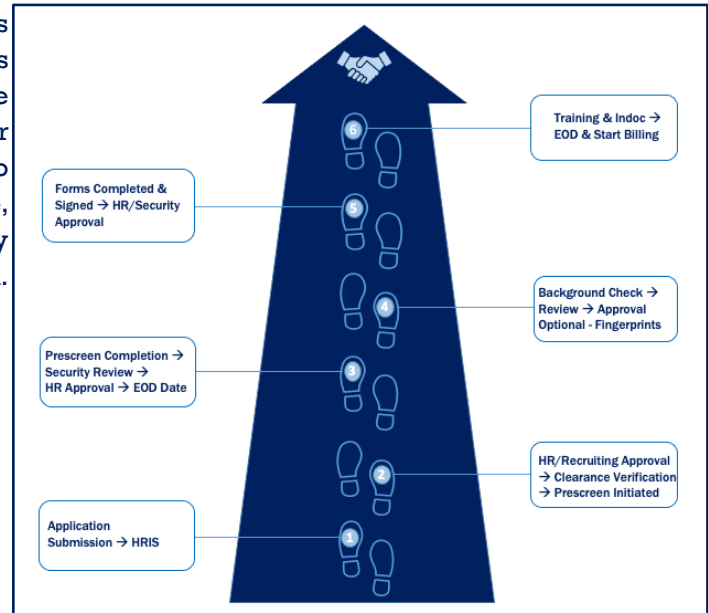 s
s
e
r
o
,
y
.
6
Training & Indoc →
EOD & Start Billing
Forms Completed &
Signed → HR/Security
Approval
5
4
Background Check →
Review → Approval
Optional - Fingerprints
Prescreen Completion →
Security Review →
HR Approval → EOD Date
3
2
HR/Recruiting Approval
→ Clearance Verification
→ Prescreen Initiated
Application
Submission → HRIS
1